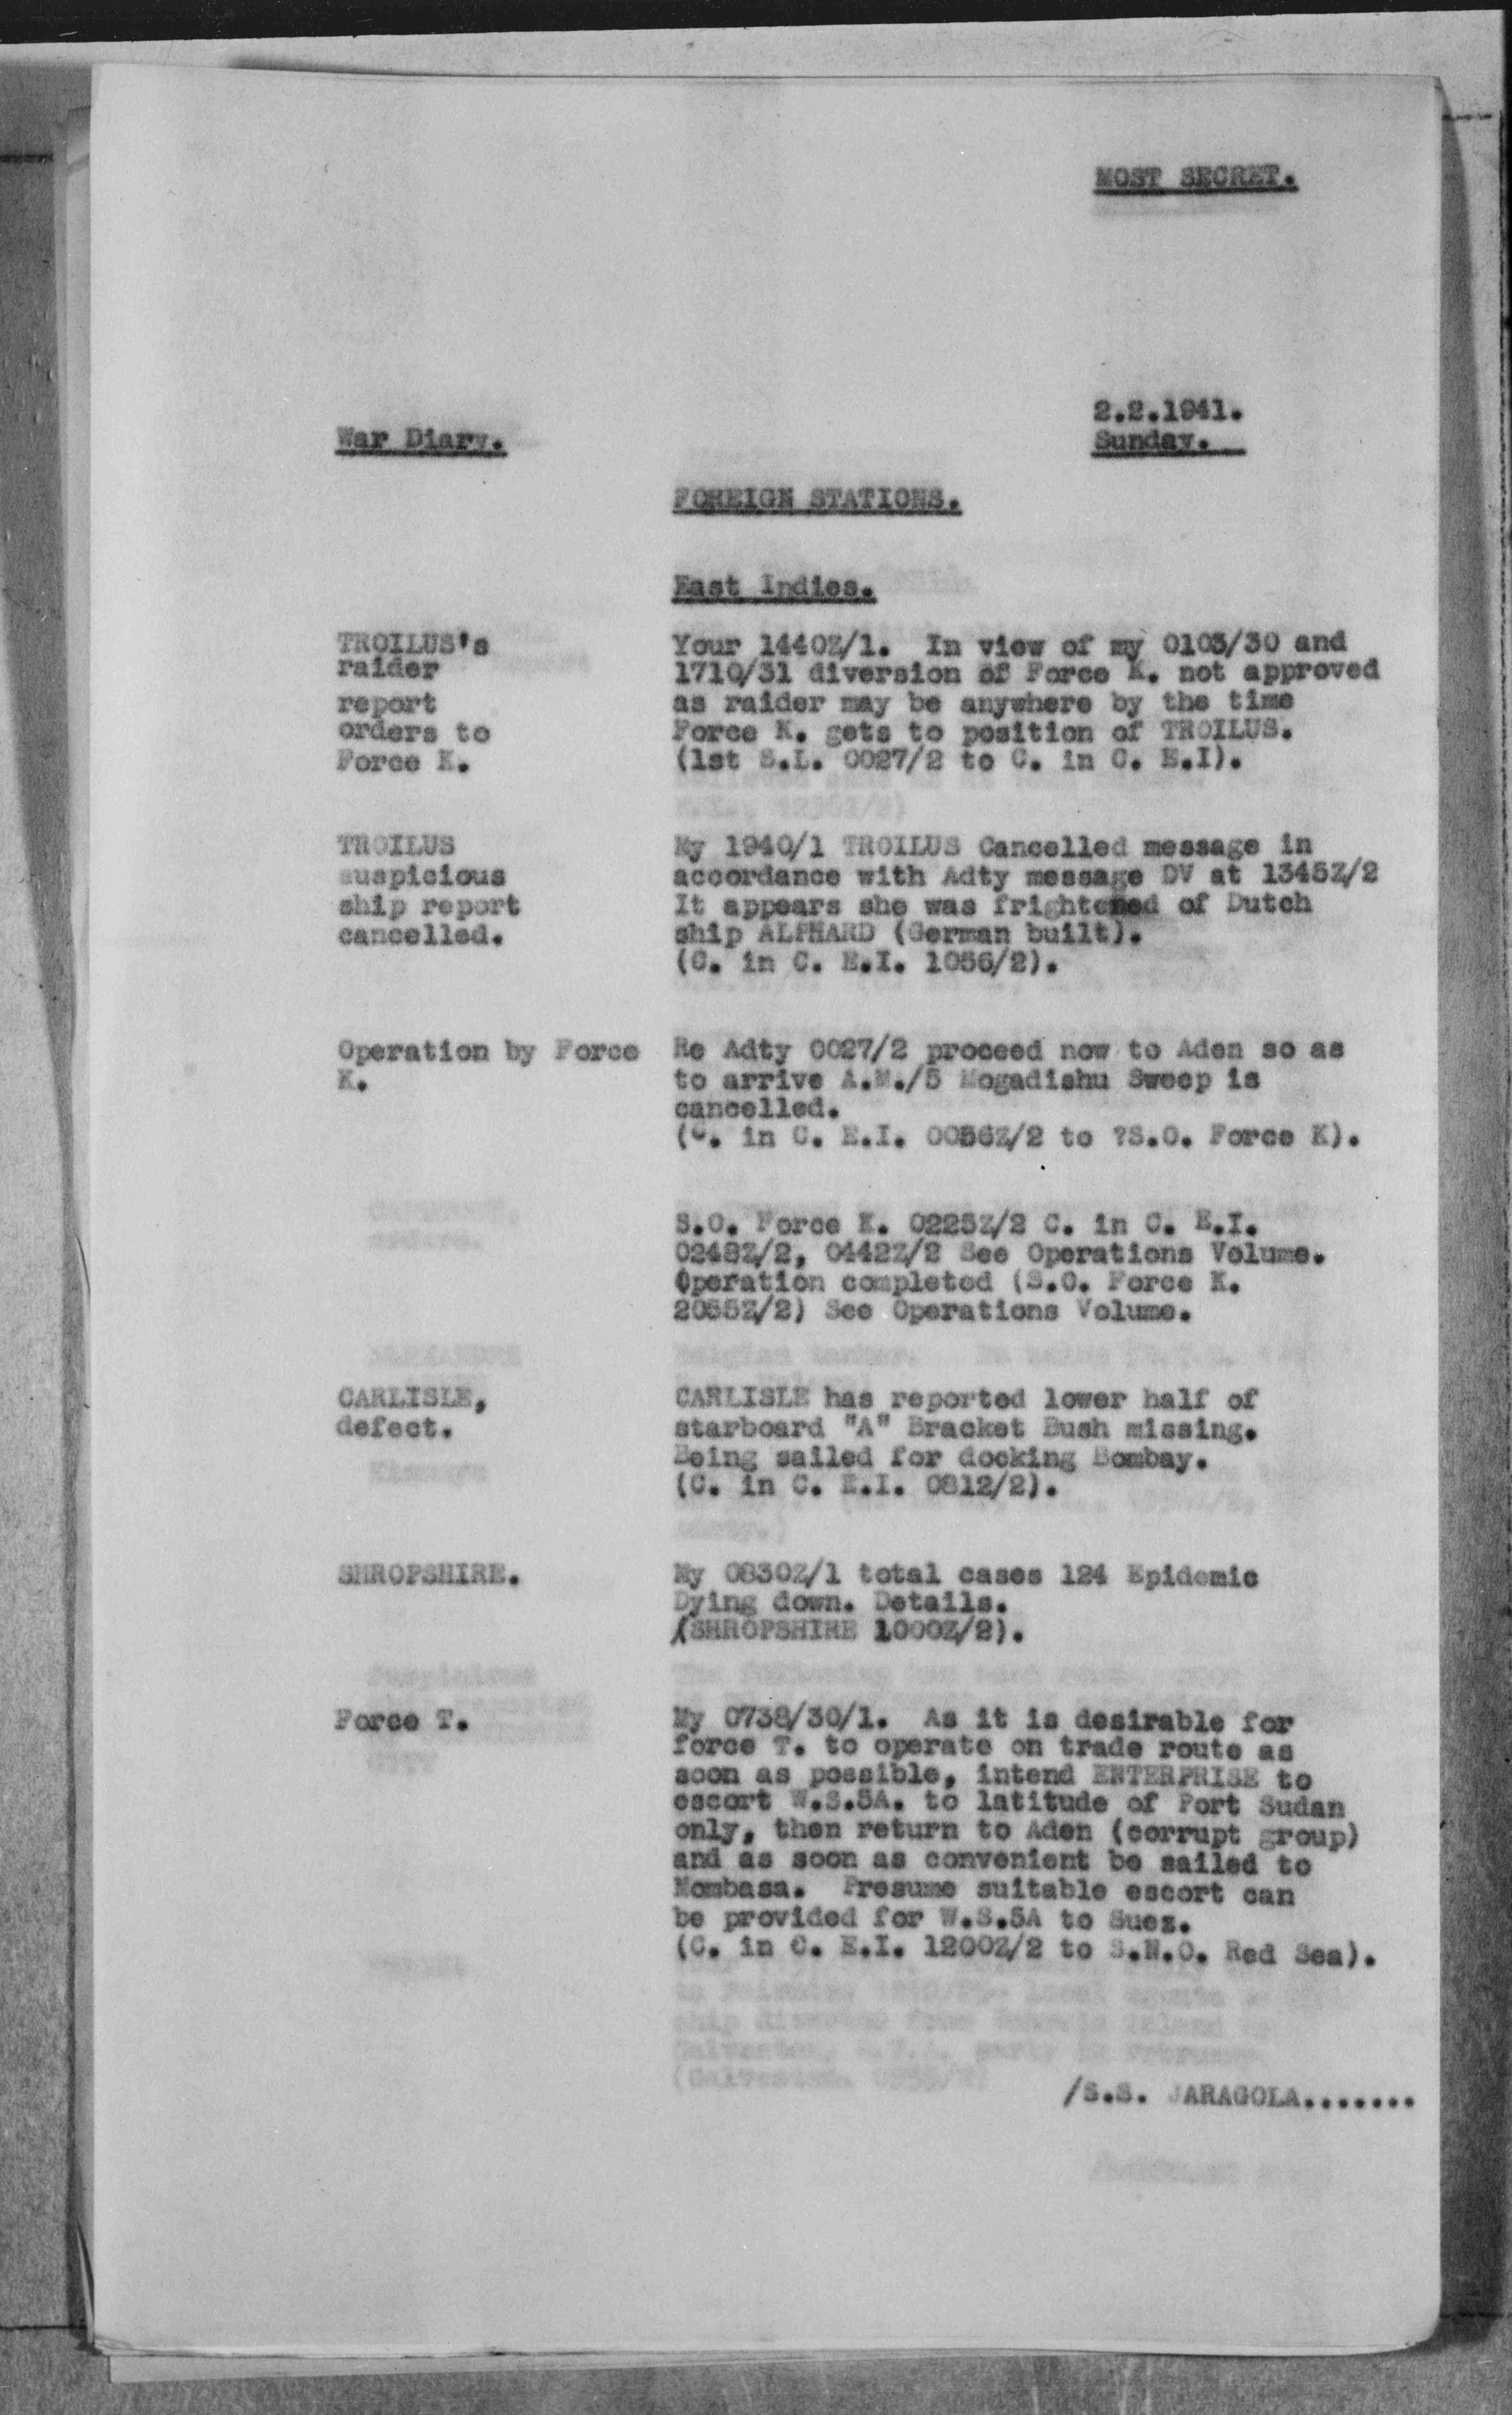 MOST SECRET.
2.2.1941.
War Diary.
Sunday.
FOREIGN STATIONS.
East Indies.
TROILUS's
raider
report
orders to
Force K.
Your 1440Z/1. In view of my 0103/30 and
1710/31 diversion of Force K. not approved
as raider may be anywhere by the time
Force K. gets to position of TROILUS.
(1st S.L. 0027/2 to C. in C. E.I).
TROILUS
suspicious
ship report
cancelled.
My 1940/1 TROILUS Cancelled message in
accordance with Adty message DV at 1345Z/2
It appears she was frightened of Dutch
ship ALPHARD (German built).
(C. in C. E.I. 1056/2).
Operation by Force
K.
Re Adty 0027/2 proceed now to Aden so as
to arrive A.M./5 Mogadishu Sweep is
cancelled.
(C. in C. E.I. 0056Z/2 to ?S.O. Force K).
S.O. Force K. 0225Z/2 C. in C. E.I.
0248Z/2, 0442Z/2 See Operations Volume.
Operation completed (S.O. Force K.
2055Z/2) See Operations Volume.
CARLISLE,
defect.
CARLISLE has reported lower half of
starboard "A" Bracket Bush missing.
Being sailed for docking Bombay.
(C. in C. E.I. 0812/2).
SHROPSHIRE.
My 0830Z/1 total cases 124 Epidemic
Dying down. Details.
(SHROPSHIRE 1000Z/2).
Force T.
My 0738/30/1. As it is desirable for
force T. to operate on trade route as
soon as possible, intend ENTERPRISE to
escort W.S.5A. to latitude of Port Sudan
only, then return to Aden (corrupt group)
and as soon as convenient be sailed to
Mombasa. Presume suitable escort can
be provided for W.S.5A to Suez.
(C. in C. E.I. 1200Z/2 to S.N.O. Red Sea).
/S.S. JARAGOLA.......